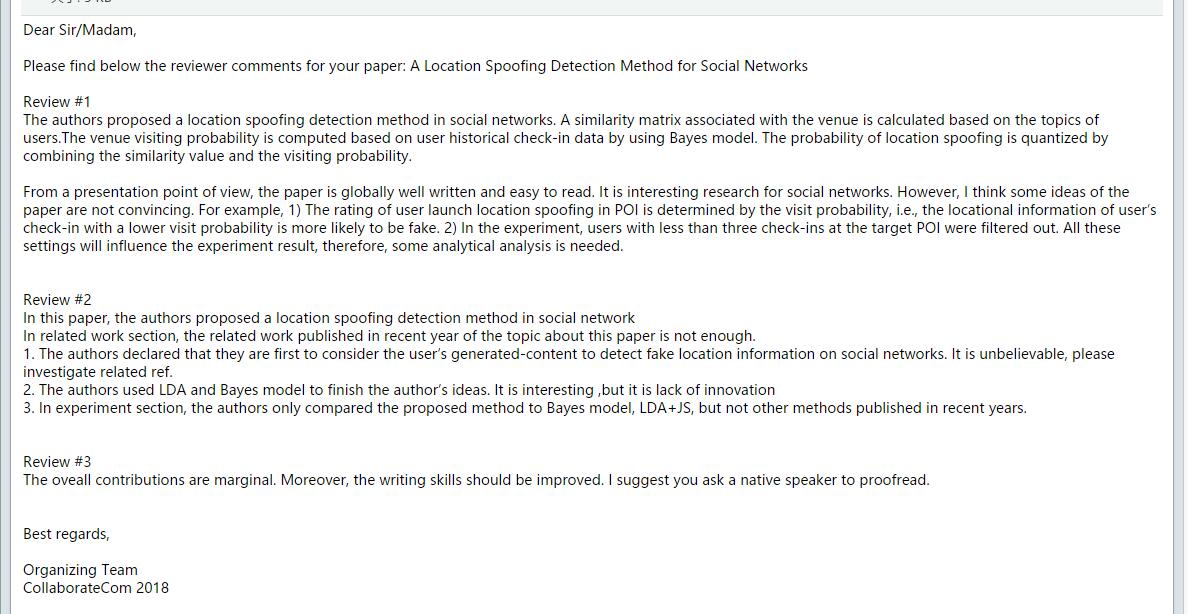 Dear Sir/Madam,
Please find below the reviewer comments for your paper: A Location Spoofing Detection Method for Social Networks
Review #1
The authors proposed a location spoofing detection method in social networks. A similarity matrix associated with the venue is calculated based on the topics of
users.The venue visiting probability is computed based on user historical check-in data by using Bayes model. The probability of location spoofing is quantized by
combining the similarity value and the visiting probability.
From a presentation point of view, the paper is globally well written and easy to read. It is interesting research for social networks. However, I think some ideas of the
paper are not convincing. For example, 1) The rating of user launch location spoofing in POI is determined by the visit probability, i.e., the locational information of user's
check-in with a lower visit probability is more likely to be fake. 2) In the experiment, users with less than three check-ins at the target POI were filtered out. All these
settings will influence the experiment result, therefore, some analytical analysis is needed.
Review #2
In this paper, the authors proposed a location spoofing detection method in social network
In related work section, the related work published in recent year of the topic about this paper is not enough.
1. The authors declared that they are first to consider the user's generated-content to detect fake location information on social networks. It is unbelievable, please
investigate related ref.
2. The authors used LDA and Bayes model to finish the author's ideas. It is interesting ,but it is lack of innovation
3. In experiment section, the authors only compared the proposed method to Bayes model, LDA+JS, but not other methods published in recent years.
Review #3
The oveall contributions are marginal. Moreover, the writing skills should be improved. I suggest you ask a native speaker to proofread.
Best regards,
Organizing Team
CollaborateCom 2018